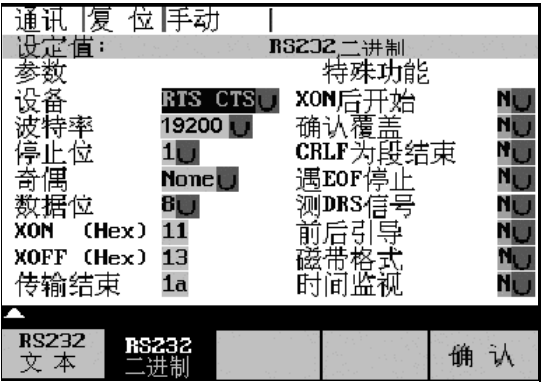 通讯 复 位 手动
设定值: RS232二进制
参数 特殊功能
设备 RTS CTS XON后开始 N
波特率 19200 确认覆盖 N
停止位 1 CRLF为段结束 N
奇偶 None 遇EOF停止 N
数据位 8 测DRS信号 N
XON (Hex) 11 前后引导 N
XOFF (Hex) 13 磁带格式 N
传输结束 1a 时间监视 N
RS232 文 本
RS232 二进制
确 认